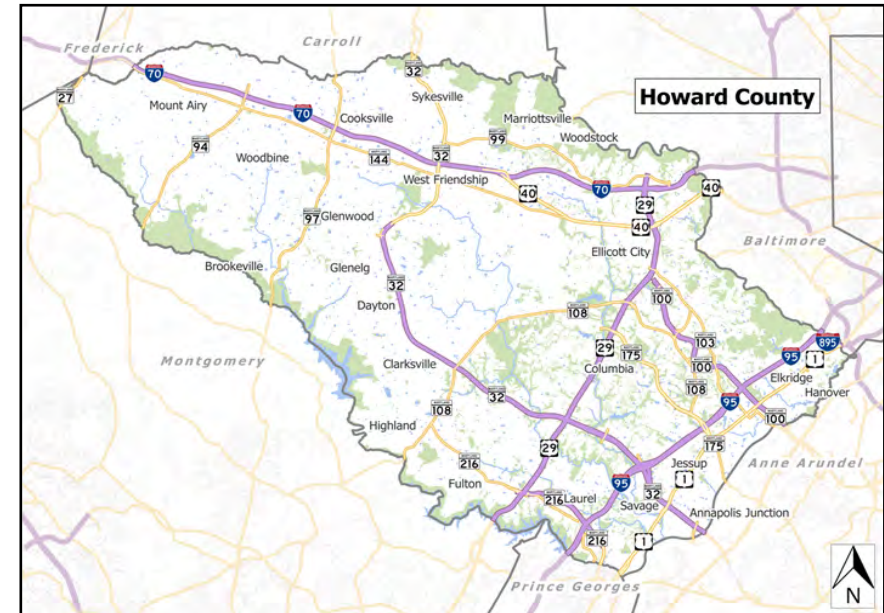 Frederick
Carroll
Howard County
70
32
27
Mount Airy
Sykesville
Marriottsville
70
Cooksville
99
Woodstock
94
Woodbine
144
32
West Friendship
40
70
40
29
97
Glenwood
40
Ellicott City
Baltimore
Brookeville
Glenelg
32
Dayton
100
108
Montgomery
Clarksville
29
175
103
95
895
1
Columbia
100
Elkridge
108
32
95
Hanover
108
100
Highland
29
175
216
Jessup
Anne Arundel
Fulton
95
1
216
Laurel
32
Savage
Annapolis Junction
216
1
Prince Georges
N